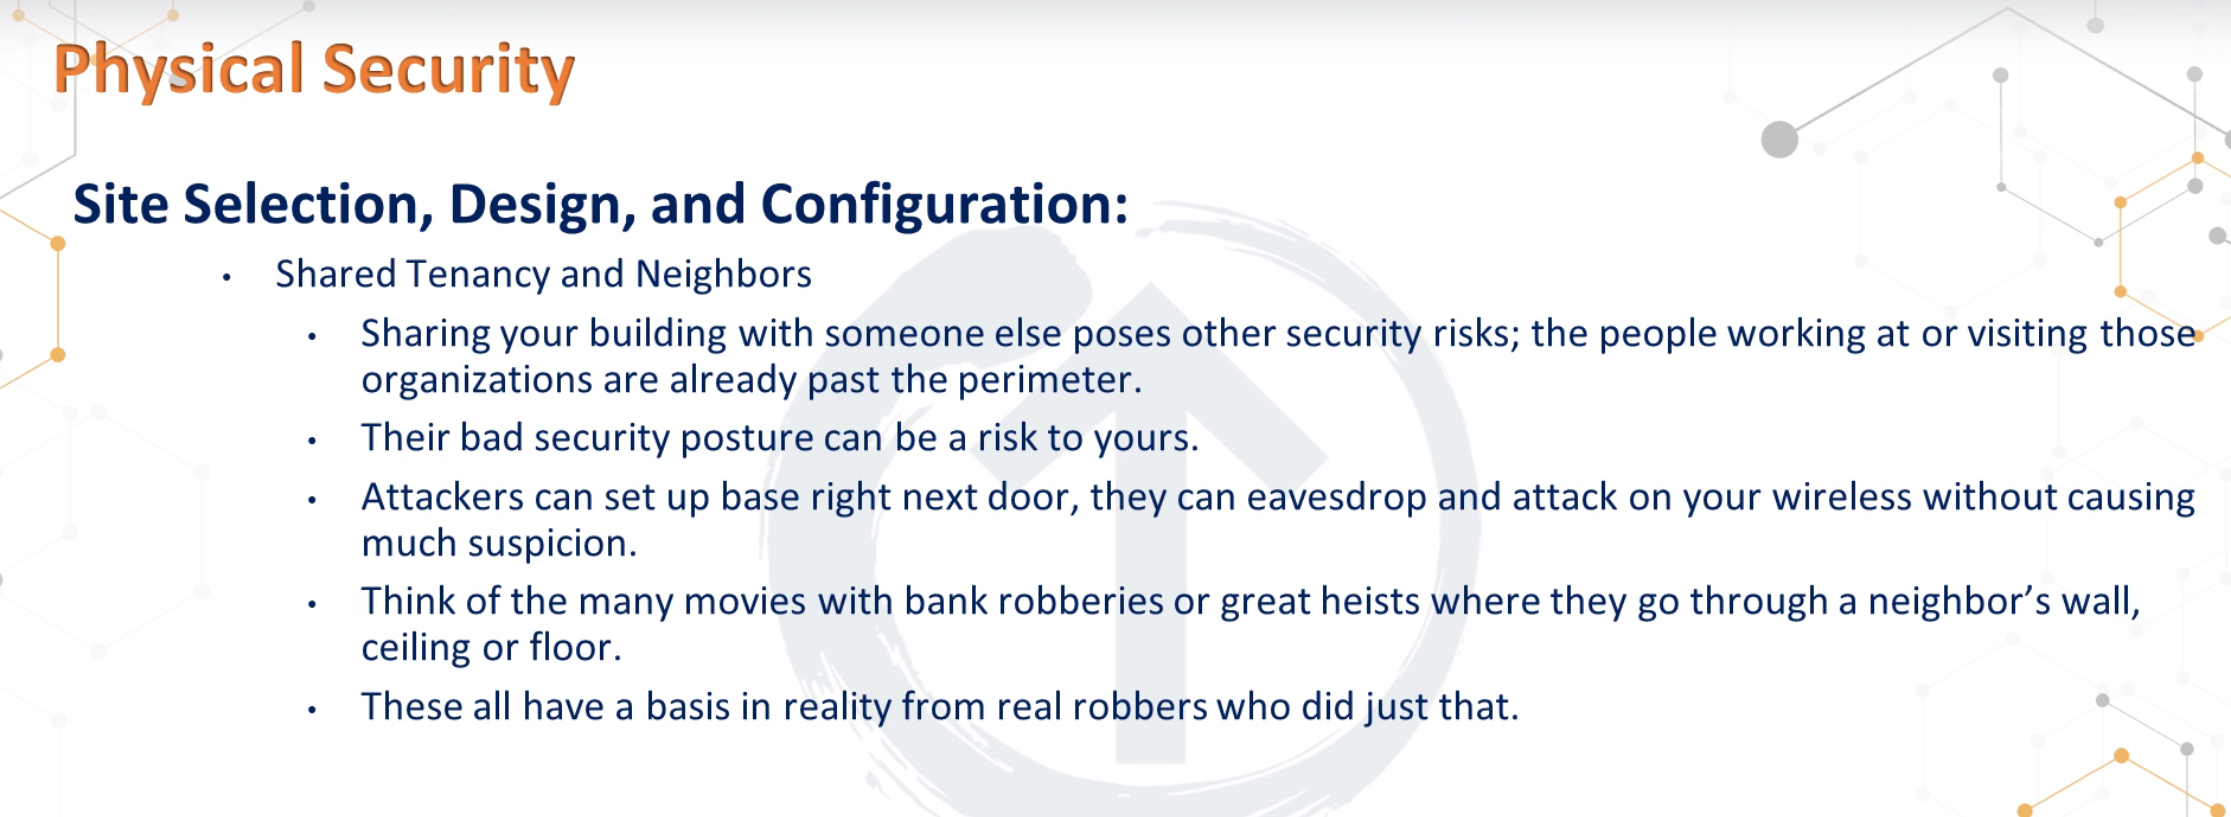 Physical Security
Site Selection, Design, and Configuration:
• Shared Tenancy and Neighbors
• Sharing your building with someone else poses other security risks; the people working at or visiting those
organizations are already past the perimeter.
• Their bad security posture can be a risk to yours.
• Attackers can set up base right next door, they can eavesdrop and attack on your wireless without causing
much suspicion.
• Think of the many movies with bank robberies or great heists where they go through a neighbor’s wall,
ceiling or floor.
• These all have a basis in reality from real robbers who did just that.